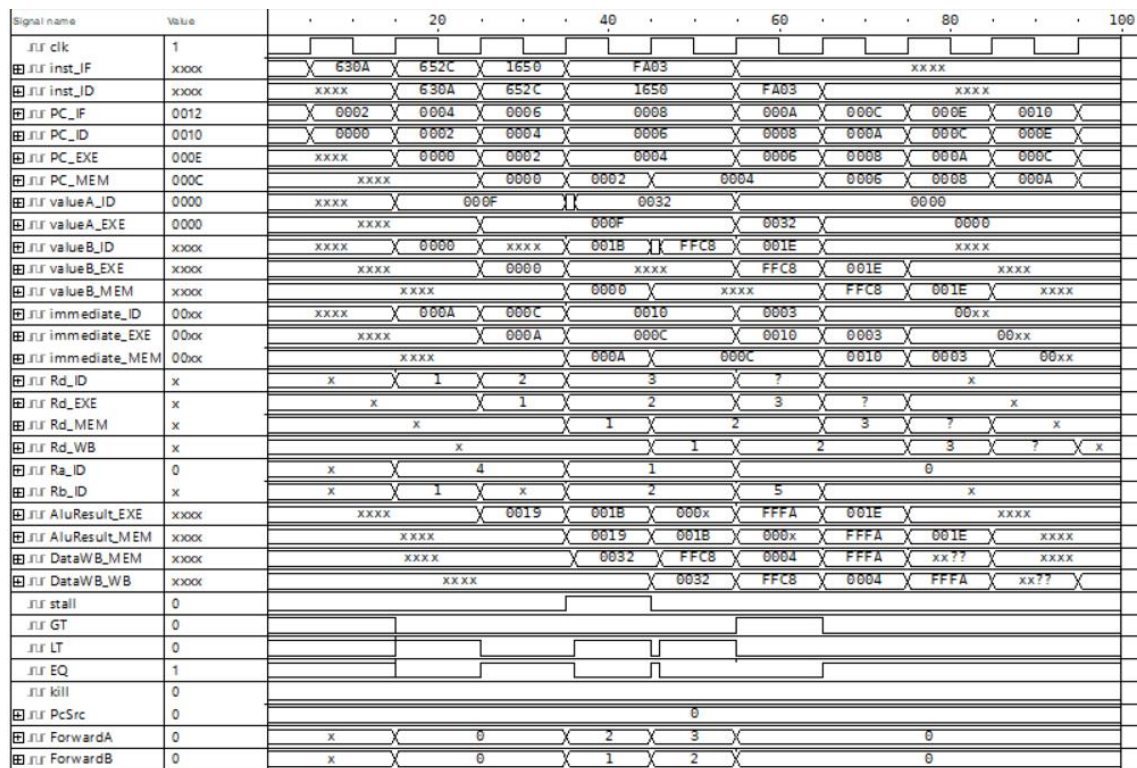 Signal name Value 20 40 60 80 100
clk 1
inst_IF xxxx 630A 652C 1650 FA03 xxxx
inst_ID xxxx xxxx 630A 652C 1650 FA03 xxxx
PC_IF 0012 0002 0004 0006 0008 000A 000C 000E 0010
PC_ID 0010 0000 0002 0004 0006 0008 000A 000C 000E
PC_EXE 000E xxxx 0000 0002 0004 0006 0008 000A 000C
PC_MEM 000C xxxx 0000 0002 0004 0006 0008 000A
valueA_ID 0000 xxxx 000F 0032 0000
valueA_EXE 0000 xxxx 000F 0032 0000
valueB_ID xxxx xxxx 0000 xxxx 001B FFC8 001E xxxx
valueB_EXE xxxx xxxx 0000 xxxx FFC8 001E xxxx
valueB_MEM xxxx xxxx 0000 xxxx FFC8 001E xxxx
immediate_ID 00xx xxxx 000A 000C 0010 0003 00xx
immediate_EXE 00xx xxxx 000A 000C 0010 0003 00xx
immediate_MEM 00xx xxxx 000A 000C 0010 0003 00xx
Rd_ID x x 1 2 3 ? x
Rd_EXE x x 1 2 3 ? x
Rd_MEM x x 1 2 3 ? x
Rd_WB x x 1 2 3 ? x
Ra_ID 0 x 4 1 0
Rb_ID x x 1 x 2 5 x
AluResult_EXE xxxx xxxx 0019 001B 000x FFFA 001E xxxx
AluResult_MEM xxxx xxxx 0019 001B 000x FFFA 001E xxxx
DataWB_MEM xxxx xxxx 0032 FFC8 0004 FFFA xx?? xxxx
DataWB_WB xxxx xxxx 0032 FFC8 0004 FFFA xx??
stall 0
GT 0
LT 0
EQ 1
kill 0
PcSrc 0 0
ForwardA 0 x 0 2 3 0
ForwardB 0 x 0 1 2 0